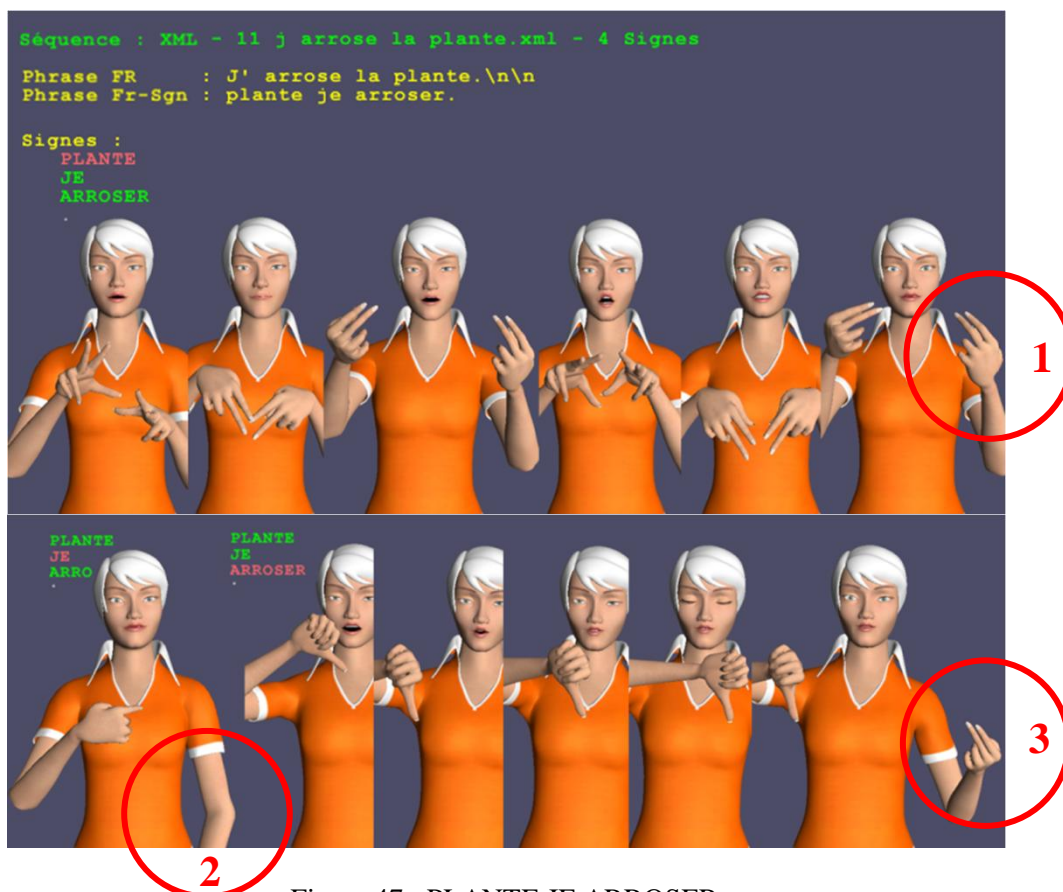 Séquence : XML - 11 j arrose la plante.xml - 4 Signes
Phrase FR : J' arrose la plante.\n\n
Phrase Fr-Sgn : plante je arroser.
Signes :
PLANTE
JE
ARROSER
.
1
PLANTE
JE
ARRO
.
PLANTE
JE
ARROSER
.
3
2